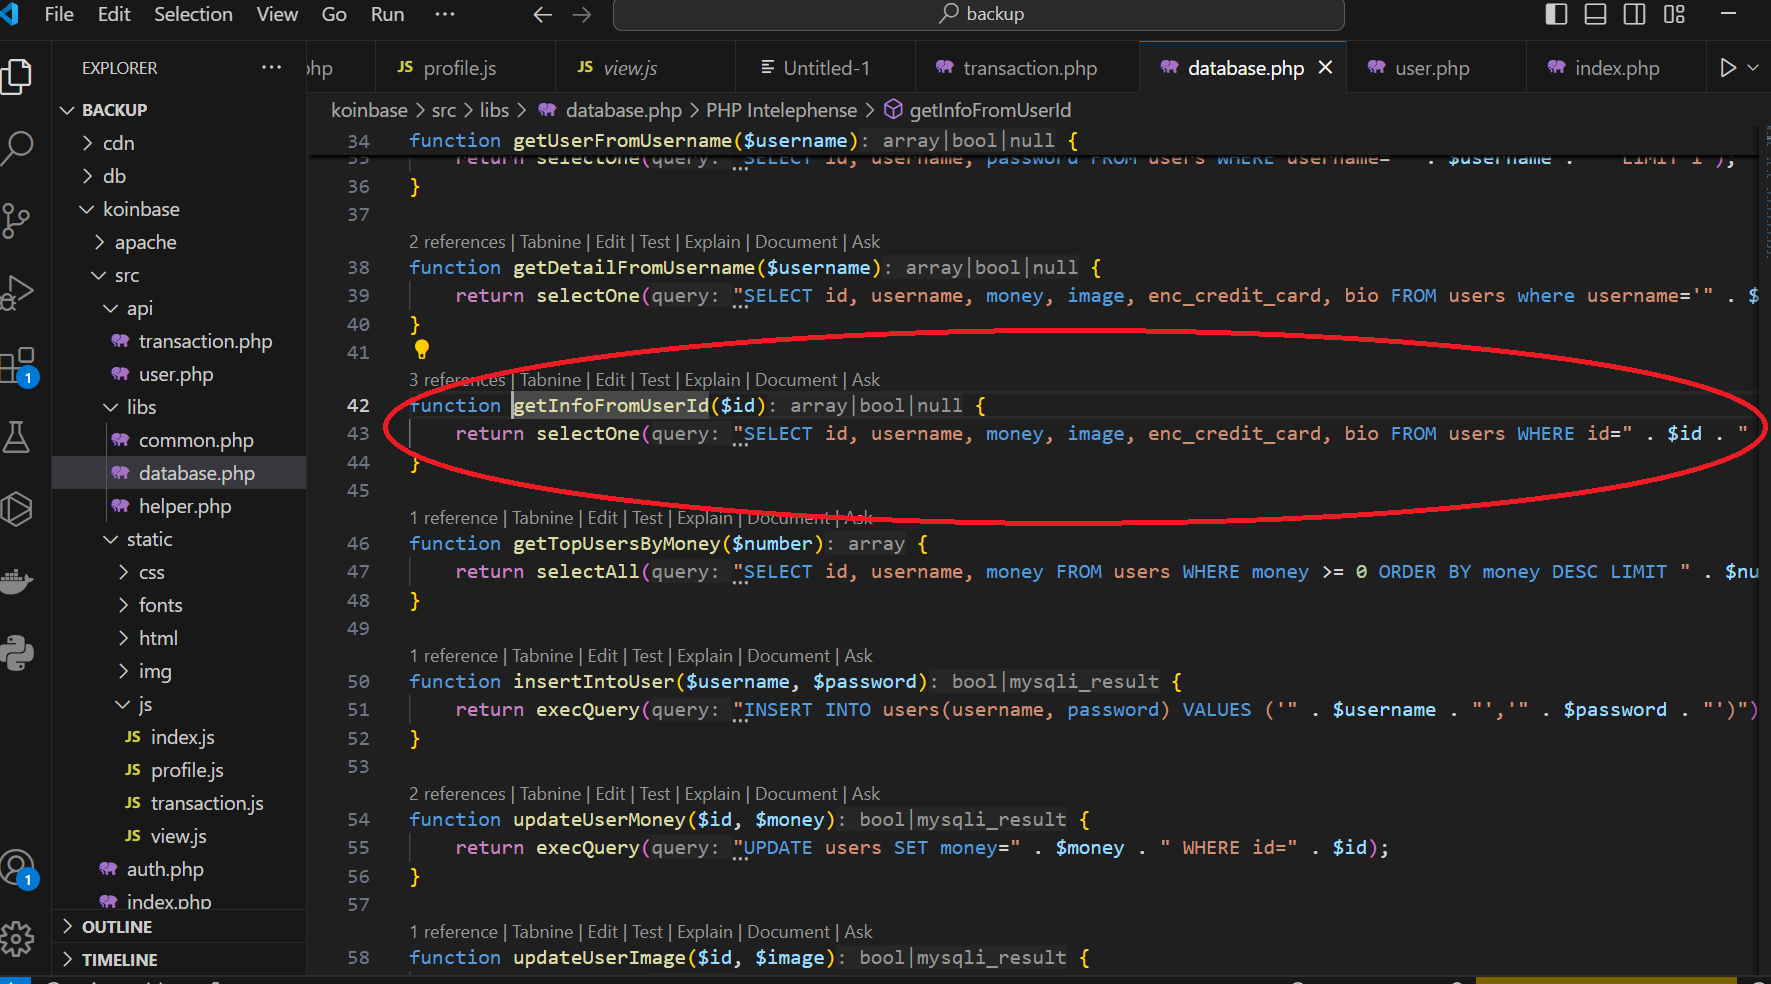 File Edit Selection View Go Run ··· backup
EXPLORER ···
hp
JS profile.js
JS view.js
Untitled-1
transaction.php
database.php
user.php
index.php
koinbase > src > libs > database.php > PHP Intelephense > getInfoFromUserId
BACKUP
cdn
db
koinbase
apache
src
api
transaction.php
user.php
libs
common.php
database.php
helper.php
static
css
fonts
html
img
js
JS index.js
JS profile.js
JS transaction.js
JS view.js
auth.php
index.php
OUTLINE
TIMELINE
1
1
34 function getUserFromUsername($username): array|bool|null {
35 return selectOne(query: "SELECT id, username, password FROM users WHERE username= . $username . LIMIT 1");
36 }
37
2 references | Tabnine | Edit | Test | Explain | Document | Ask
38 function getDetailFromUsername($username): array|bool|null {
39 return selectOne(query: "SELECT id, username, money, image, enc_credit_card, bio FROM users where username='" . $
40 }
41
3 references | Tabnine | Edit | Test | Explain | Document | Ask
42 function getInfoFromUserId($id): array|bool|null {
43 return selectOne(query: "SELECT id, username, money, image, enc_credit_card, bio FROM users WHERE id=" . $id . "
44 }
45
1 reference | Tabnine | Edit | Test | Explain | Document | Ask
46 function getTopUsersByMoney($number): array {
47 return selectAll(query: "SELECT id, username, money FROM users WHERE money >= 0 ORDER BY money DESC LIMIT " . $nu
48 }
49
1 reference | Tabnine | Edit | Test | Explain | Document | Ask
50 function insertIntoUser($username, $password): bool|mysqli_result {
51 return execQuery(query: "INSERT INTO users(username, password) VALUES ('" . $username . "','" . $password . "')")
52 }
53
2 references | Tabnine | Edit | Test | Explain | Document | Ask
54 function updateUserMoney($id, $money): bool|mysqli_result {
55 return execQuery(query: "UPDATE users SET money=" . $money . " WHERE id=" . $id);
56 }
57
1 reference | Tabnine | Edit | Test | Explain | Document | Ask
58 function updateUserImage($id, $image): bool|mysqli_result {